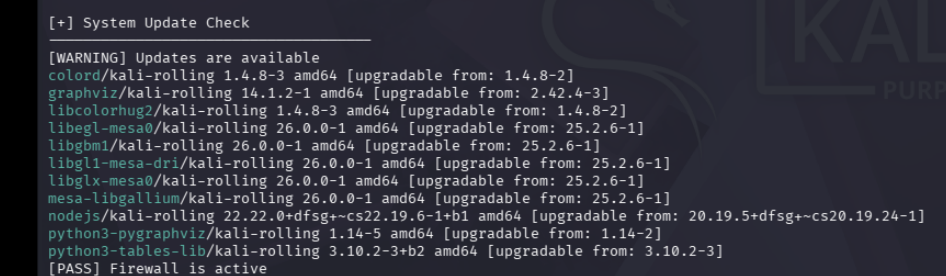 [+] System Update Check
[WARNING] Updates are available
colord/kali-rolling 1.4.8-3 amd64 [upgradable from: 1.4.8-2]
graphviz/kali-rolling 14.1.2-1 amd64 [upgradable from: 2.42.4-3]
libcolorhug2/kali-rolling 1.4.8-3 amd64 [upgradable from: 1.4.8-2]
libegl-mesa0/kali-rolling 26.0.0-1 amd64 [upgradable from: 25.2.6-1]
libgbm1/kali-rolling 26.0.0-1 amd64 [upgradable from: 25.2.6-1]
libgl1-mesa-dri/kali-rolling 26.0.0-1 amd64 [upgradable from: 25.2.6-1]
libglx-mesa0/kali-rolling 26.0.0-1 amd64 [upgradable from: 25.2.6-1]
mesa-libgallium/kali-rolling 26.0.0-1 amd64 [upgradable from: 25.2.6-1]
nodejs/kali-rolling 22.22.0+dfsg+~cs22.19.6-1+b1 amd64 [upgradable from: 20.19.5+dfsg+~cs20.19.24-1]
python3-pygraphviz/kali-rolling 1.14-5 amd64 [upgradable from: 1.14-2]
python3-tables-lib/kali-rolling 3.10.2-3+b2 amd64 [upgradable from: 3.10.2-3]
[PASS] Firewall is active
KAL
PURP